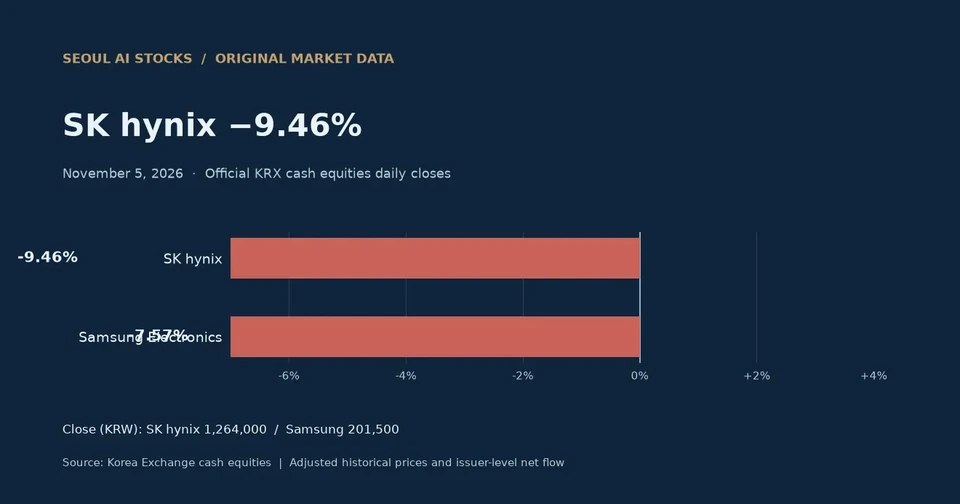 SEOUL AI STOCKS / ORIGINAL MARKET DATA
SK hynix −9.46%
November 5, 2026 · Official KRX cash equities daily closes
-9.46% SK hynix
Samsung Electronics -7.57%
-6% -4% -2% 0% +2% +4%
Close (KRW): SK hynix 1,264,000 / Samsung 201,500
Source: Korea Exchange cash equities | Adjusted historical prices and issuer-level net flow